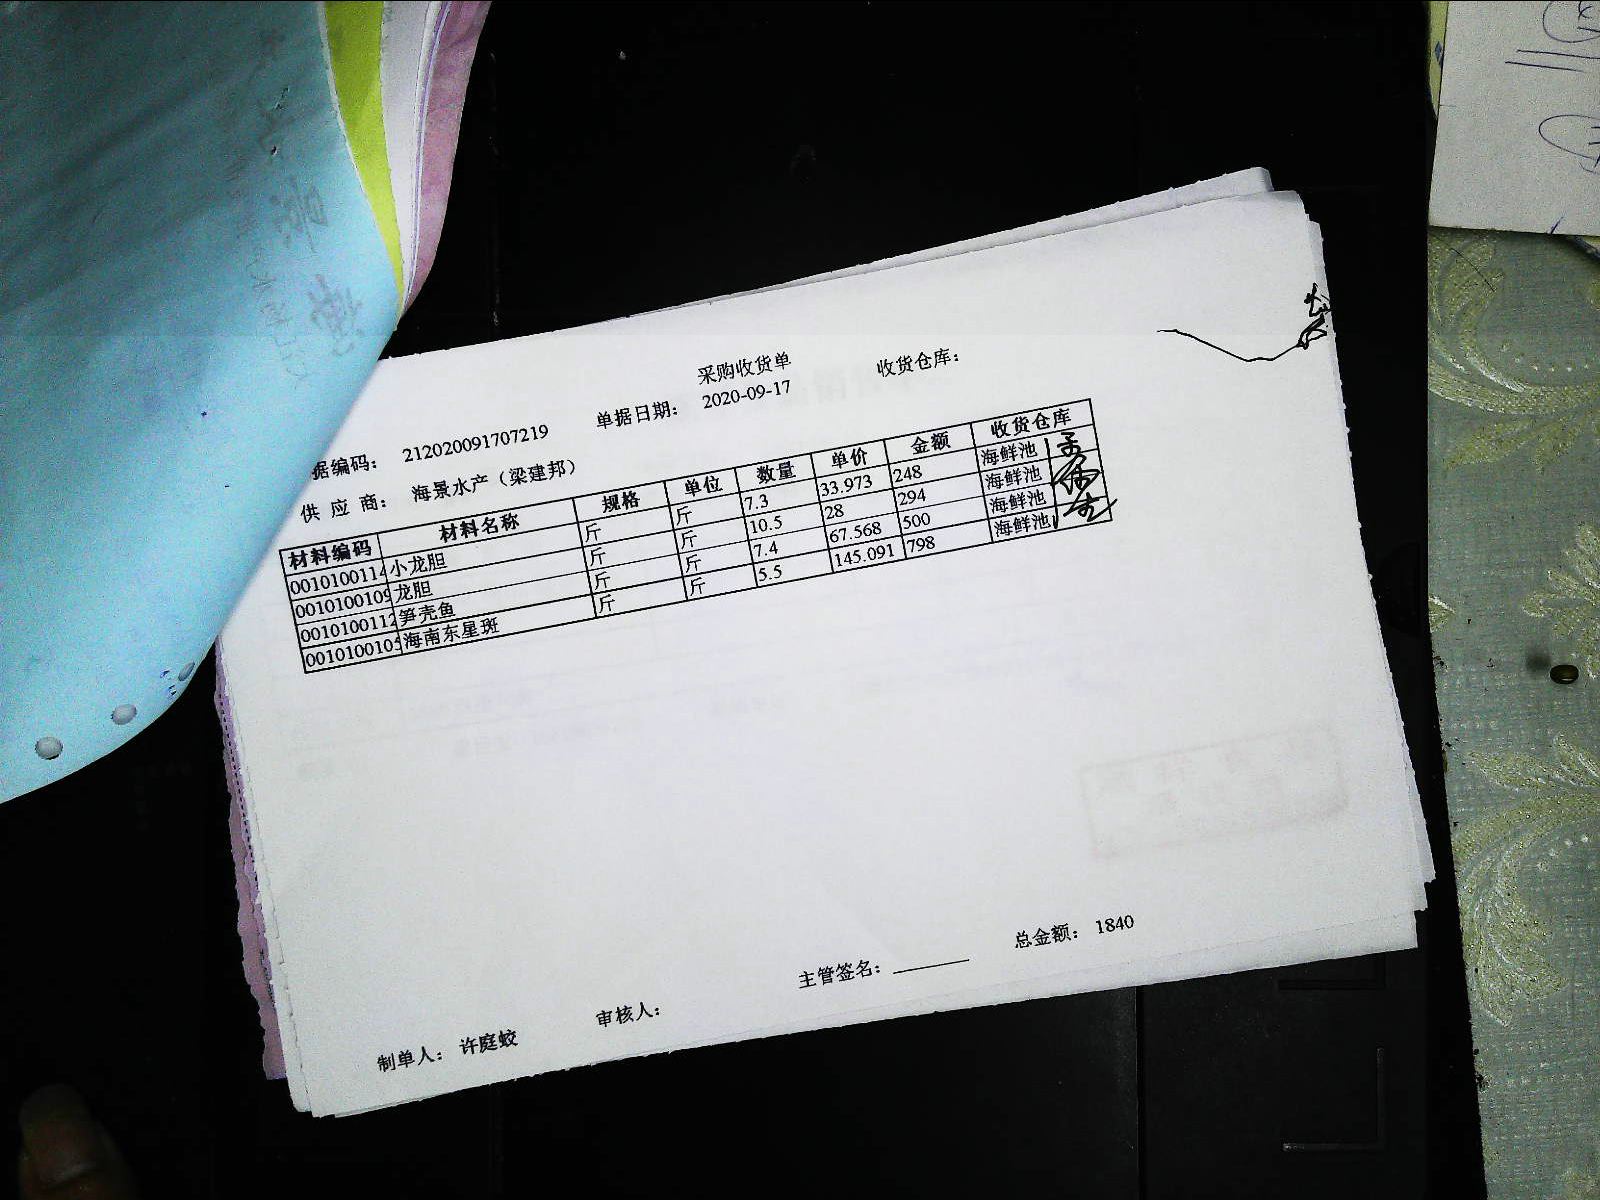 采购收货单
收货仓库：
据编码： 212020091707219
单据日期： 2020-09-17
供 应 商： 海景水产（梁建邦）
材料编码 材料名称 规格 单位 数量 单价 金额 收货仓库
0010100114 小龙胆 斤 斤 7.3 33.973 248 海鲜池
0010100109 龙胆 斤 斤 10.5 28 294 海鲜池
0010100112 笋壳鱼 斤 斤 7.4 67.568 500 海鲜池
0010100105 海南东星斑 斤 斤 5.5 145.091 798 海鲜池
总金额： 1840
主管签名：
审核人：
制单人： 许庭蛟